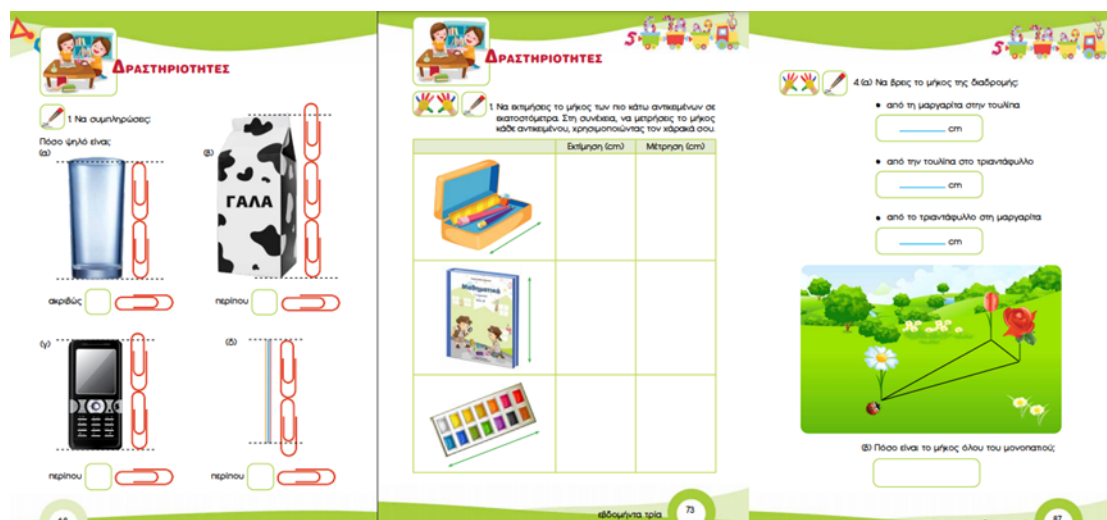 ΔΡΑΣΤΗΡΙΟΤΗΤΕΣ
1. Να συμπληρώσεις:
Πόσο ψηλό είναι;
(α)
(β)
ΓΑΛΑ
ακριβώς
περίπου
(γ)
(δ)
περίπου
περίπου
ΔΡΑΣΤΗΡΙΟΤΗΤΕΣ
1. Να εκτιμήσεις το μήκος των πιο κάτω αντικειμένων σε
εκατοστόμετρα. Στη συνέχεια, να μετρήσεις το μήκος
κάθε αντικειμένου, χρησιμοποιώντας τον χάρακά σου.
Εκτίμηση (cm) Μέτρηση (cm)
Μαθηματικά
εβδομήντα τρία 73
4. (α) Να βρεις το μήκος της διαδρομής:
• από τη μαργαρίτα στην τουλίπα
cm
• από την τουλίπα στο τριαντάφυλλο
cm
• από το τριαντάφυλλο στη μαργαρίτα
cm
(β) Πόσο είναι το μήκος όλου του μονοπατιού;